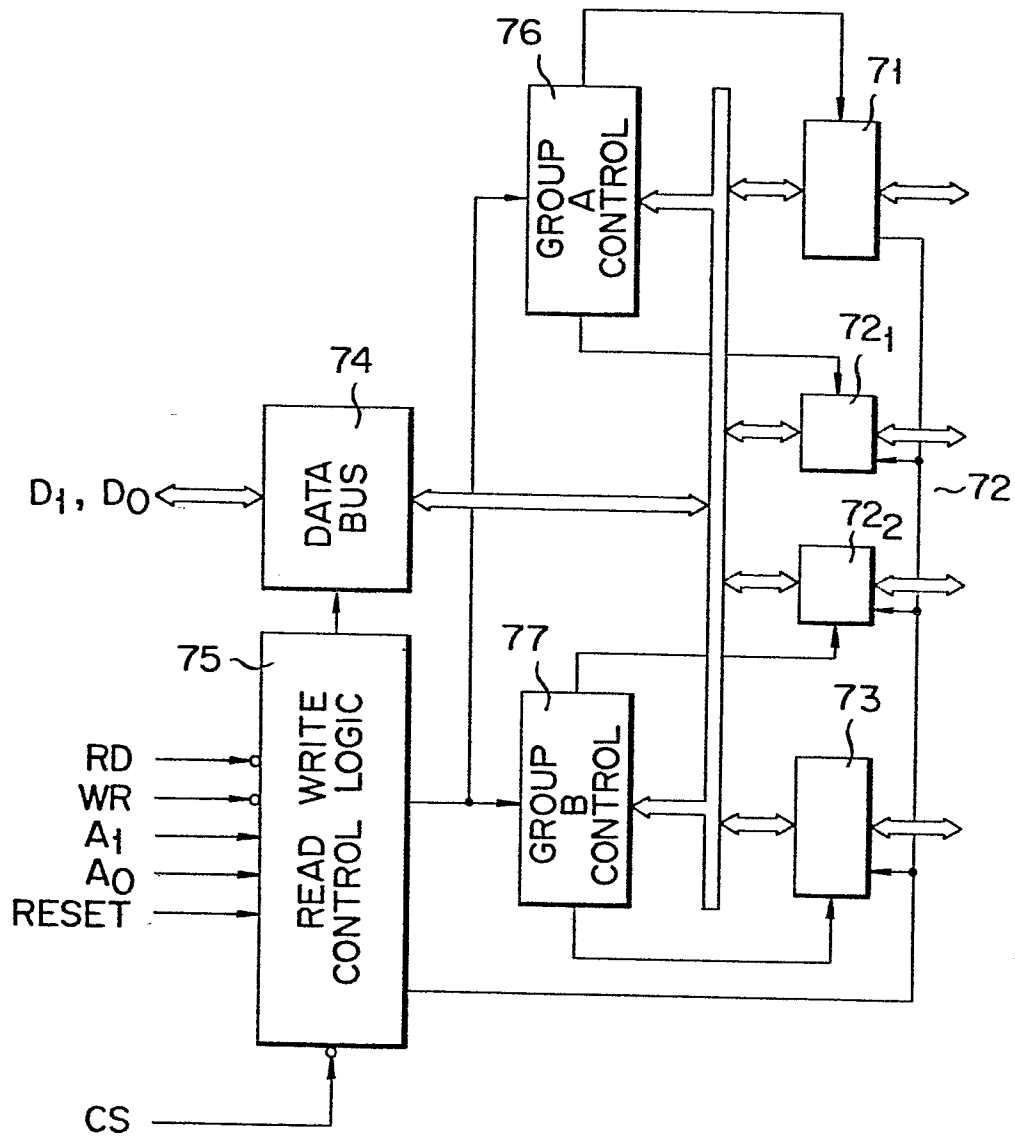 76
71
GROUP
A
CONTROL
72₁
74
DATA
BUS
D₁, D₀
72
72₂
75
77
73
READ WRITE
CONTROL LOGIC
GROUP
B
CONTROL
RD
WR
A₁
A₀
RESET
CS